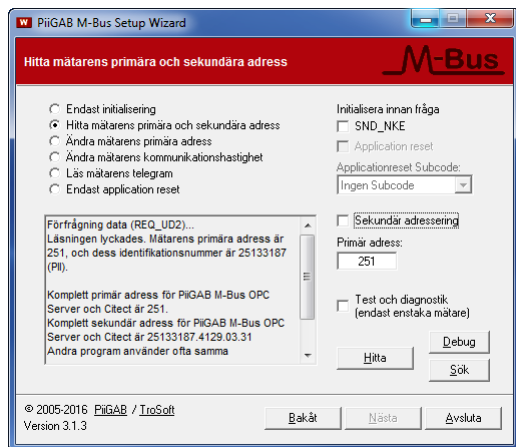 PiiGAB M-Bus Setup Wizard
Hitta mätarens primära och sekundära adress
M-Bus
Endast initialisering
Hitta mätarens primära och sekundära adress
Ändra mätarens primära adress
Ändra mätarens kommunikationshastighet
Läs mätarens telegram
Endast application reset
Initialisera innan fråga
SND_NKE
Application reset
Applicationreset Subcode:
Ingen Subcode
Förfrågning data (REQ_UD2)...
Läsningen lyckades. Mätarens primära adress är
251, och dess identifikationsnummer är 25133187
(PII).
Komplett primär adress för PiiGAB M-Bus OPC
Server och Citect är 251.
Komplett sekundär adress för PiiGAB M-Bus OPC
Server och Citect är 25133187.4129.03.31
Andra program använder ofta samma
Sekundär adressering
Primär adress:
251
Test och diagnostik
(endast enstaka mätare)
Hitta
Debug
Sök
© 2005-2016 PiiGAB / TroSoft
Version 3.1.3
Bakåt
Nästa
Avsluta